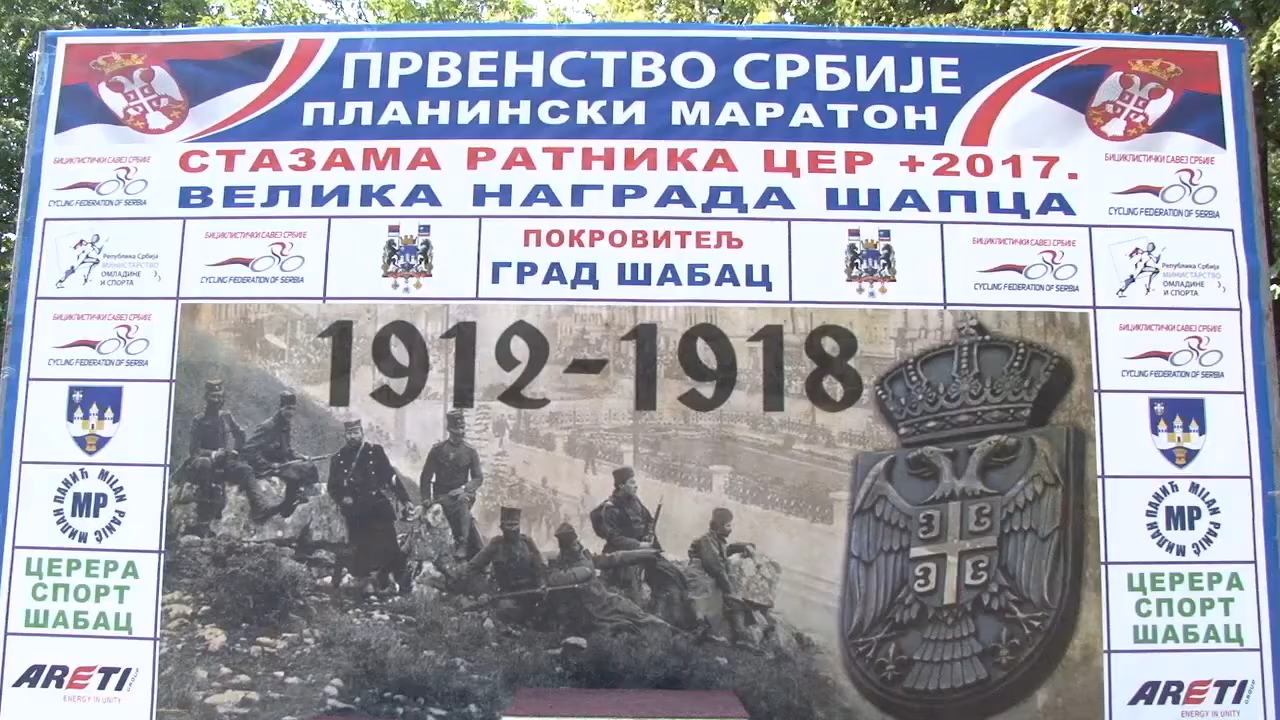 ПРВЕНСТВО СРБИЈЕ
ПЛАНИНСКИ МАРАТОН
СТАЗАМА РАТНИКА ЦЕР +2017.
ВЕЛИКА НАГРАДА ШАПЦА
БИЦИКЛИСТИЧКИ САВЕЗ СРБИЈЕ
CYCLING FEDERATION OF SERBIA
БИЦИКЛИСТИЧКИ САВЕЗ СРБИЈЕ
CYCLING FEDERATION OF SERBIA
Република Србија
МИНИСТАРСТВО
ОМЛАДИНЕ
И СПОРТА
БИЦИКЛИСТИЧКИ САВЕЗ СРБИЈЕ
CYCLING FEDERATION OF SERBIA
ПОКРОВИТЕЉ
ГРАД ШАБАЦ
БИЦИКЛИСТИЧКИ САВЕЗ СРБИЈЕ
CYCLING FEDERATION OF SERBIA
Република Србија
МИНИСТАРСТВО
ОМЛАДИНЕ
И СПОРТА
БИЦИКЛИСТИЧКИ САВЕЗ СРБИЈЕ
CYCLING FEDERATION OF SERBIA
1912-1918
БИЦИКЛИСТИЧКИ САВЕЗ СРБИЈЕ
CYCLING FEDERATION OF SERBIA
МИЛАН ПАНИЋ MILAN PANIĆ
MP
МИЛАН ПАНИЋ MILAN PANIĆ
MP
ЦЕРЕРА
СПОРТ
ШАБАЦ
ЦЕРЕРА
СПОРТ
ШАБАЦ
ARETI GROUP
ENERGY IN UNITY
ARETI GROUP
ENERGY IN UNITY